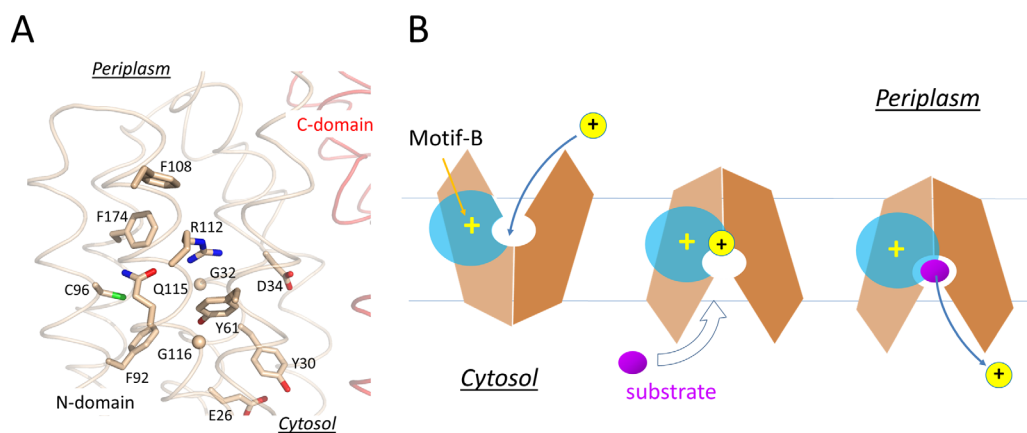 A
Periplasm
C-domain
F108
F174
R112
G32
C96
Q115
D34
Y61
G116
Y30
F92
N-domain
E26
Cytosol
B
Periplasm
+
Motif-B
+
+
+
+
Cytosol
substrate
+